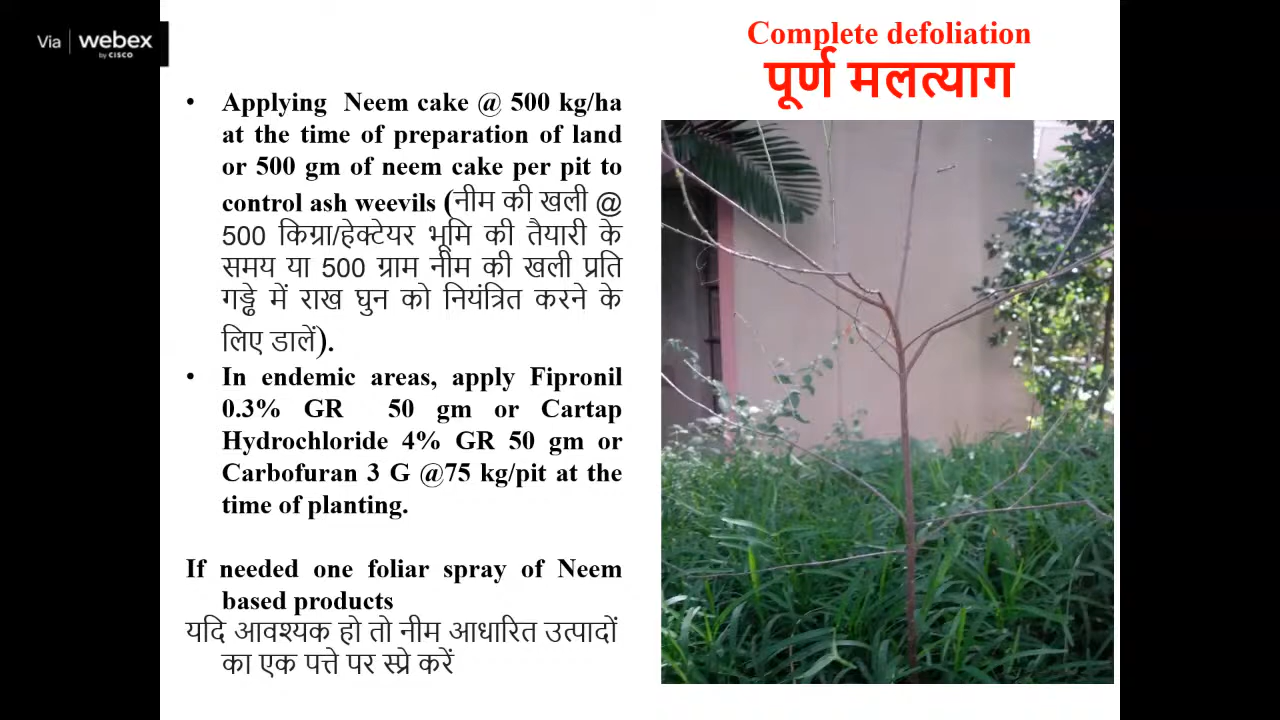 Via webex
by CISCO
Complete defoliation
पूर्ण मलत्याग
• Applying Neem cake @ 500 kg/ha
at the time of preparation of land
or 500 gm of neem cake per pit to
control ash weevils (नीम की खली @
500 किग्रा/हेक्टेयर भूमि की तैयारी के
समय या 500 ग्राम नीम की खली प्रति
गड्ढे में राख घुन को नियंत्रित करने के
लिए डालें).
• In endemic areas, apply Fipronil
0.3% GR 50 gm or Cartap
Hydrochloride 4% GR 50 gm or
Carbofuran 3 G @75 kg/pit at the
time of planting.
If needed one foliar spray of Neem
based products
यदि आवश्यक हो तो नीम आधारित उत्पादों
का एक पत्ते पर स्प्रे करें